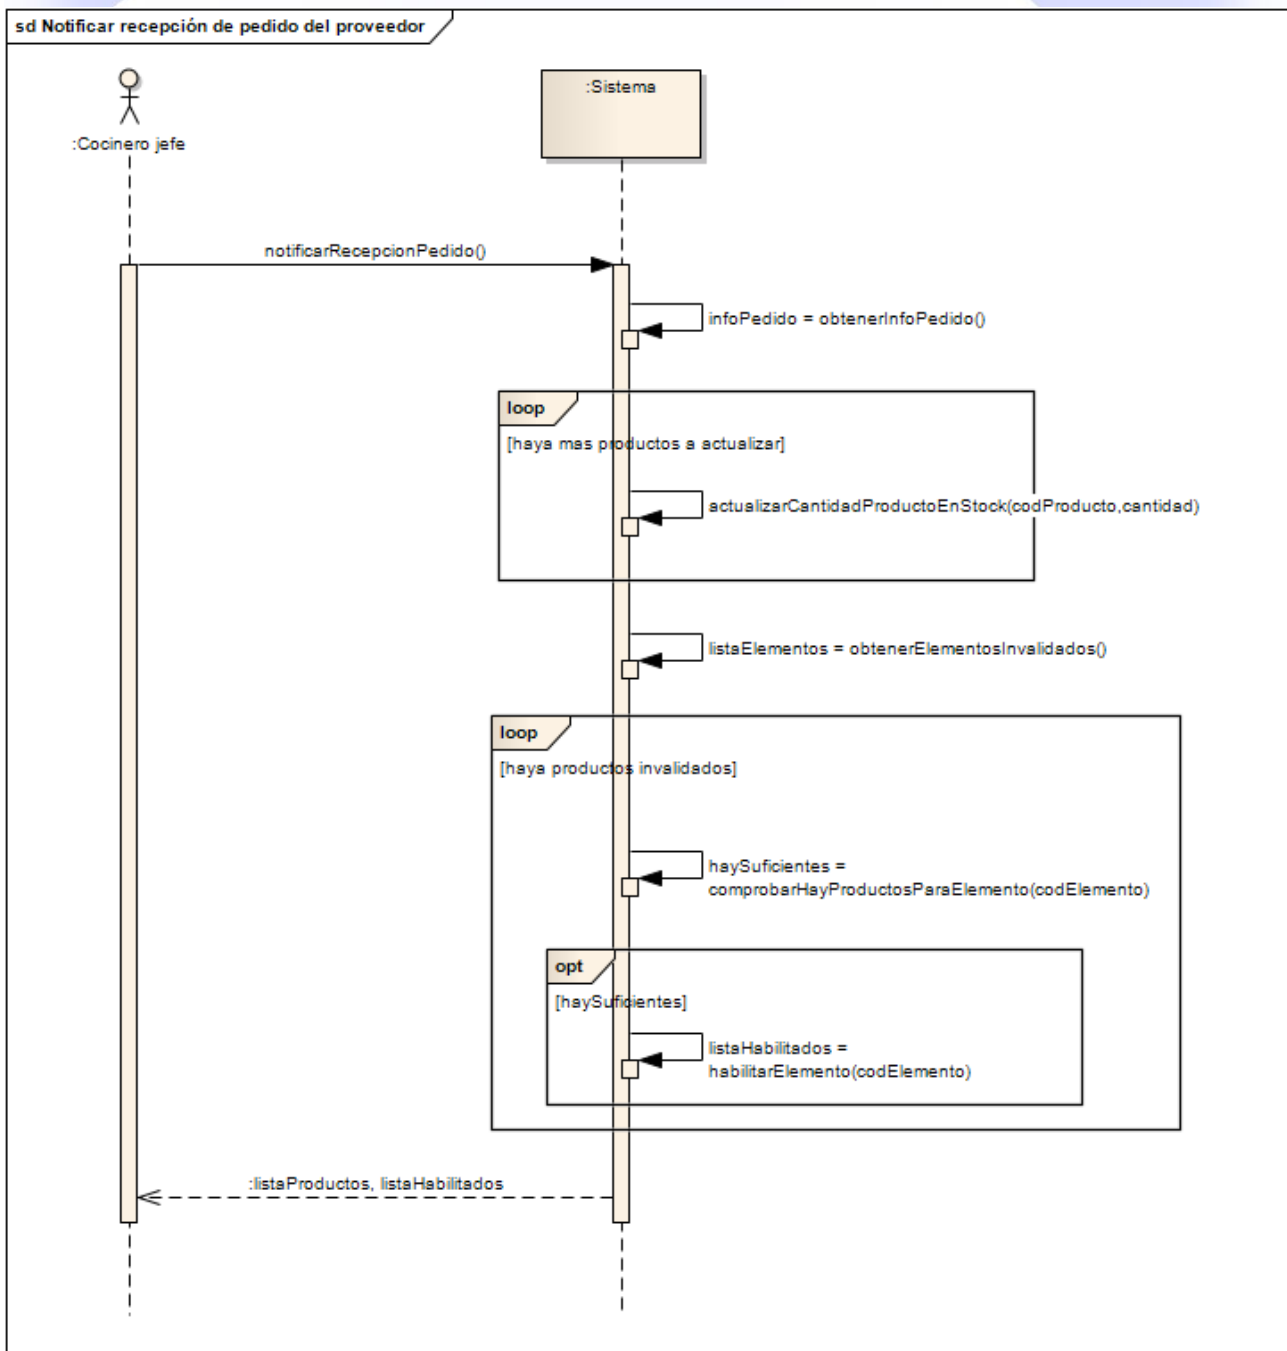 sd Notificar recepción de pedido del proveedor
:Sistema
:Cocinero jefe
notificarRecepcionPedido()
infoPedido = obtenerInfoPedido()
loop
[haya mas productos a actualizar]
actualizarCantidadProductoEnStock(codProducto,cantidad)
listaElementos = obtenerElementosInvalidados()
loop
[haya productos invalidados]
haySuficientes =
comprobarHayProductosParaElemento(codElemento)
opt
[haySuficientes]
listaHabilitados =
habilitarElemento(codElemento)
:listaProductos, listaHabilitados